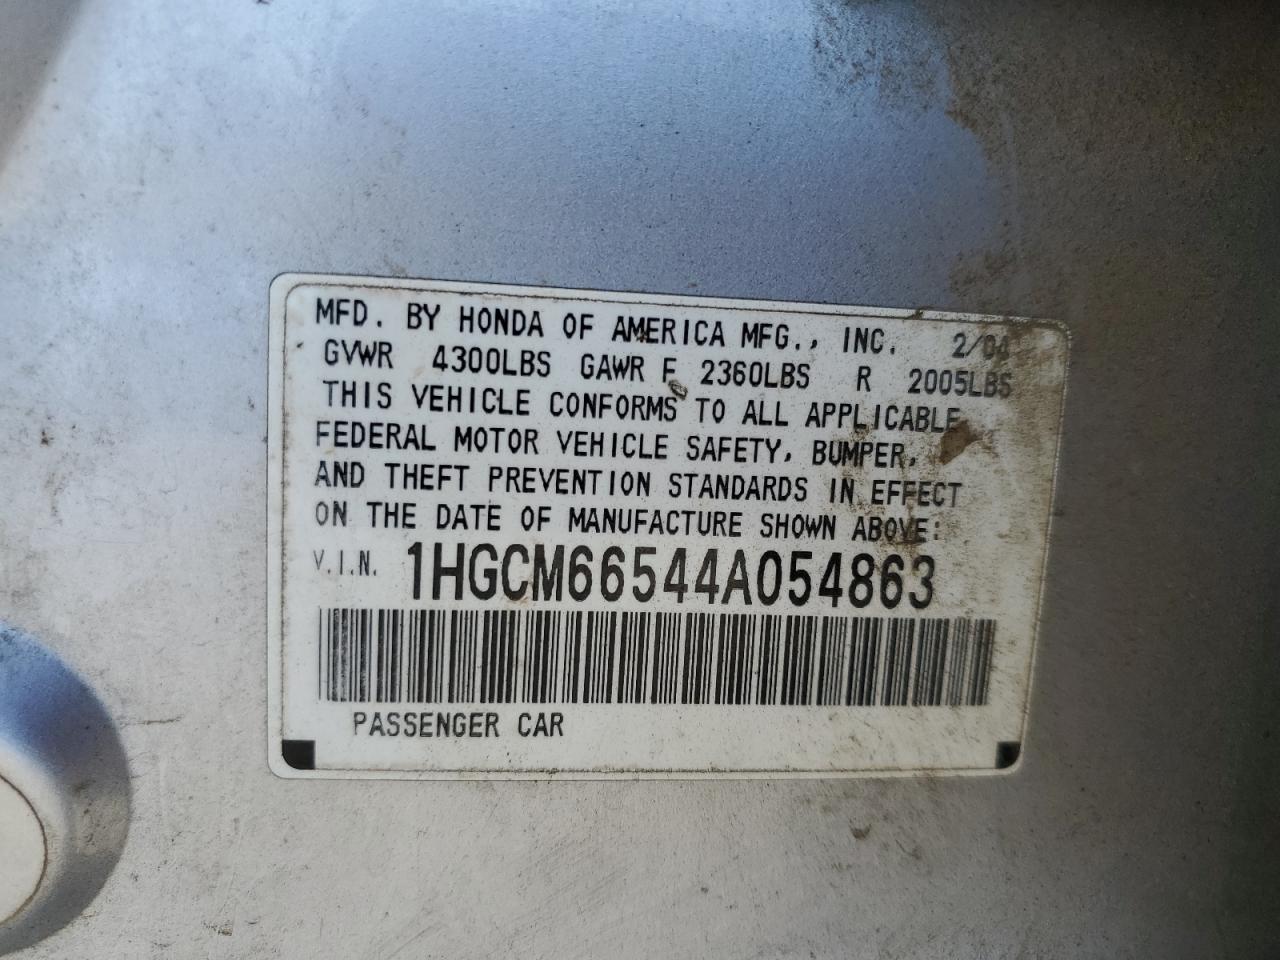 MFD. BY HONDA OF AMERICA MFG., INC. 2/04
GVWR 4300LBS GAWR F 2360LBS R 2005LBS
THIS VEHICLE CONFORMS TO ALL APPLICABLE
FEDERAL MOTOR VEHICLE SAFETY, BUMPER,
AND THEFT PREVENTION STANDARDS IN EFFECT
ON THE DATE OF MANUFACTURE SHOWN ABOVE:
V.I.N. 1HGCM66544A054863
PASSENGER CAR